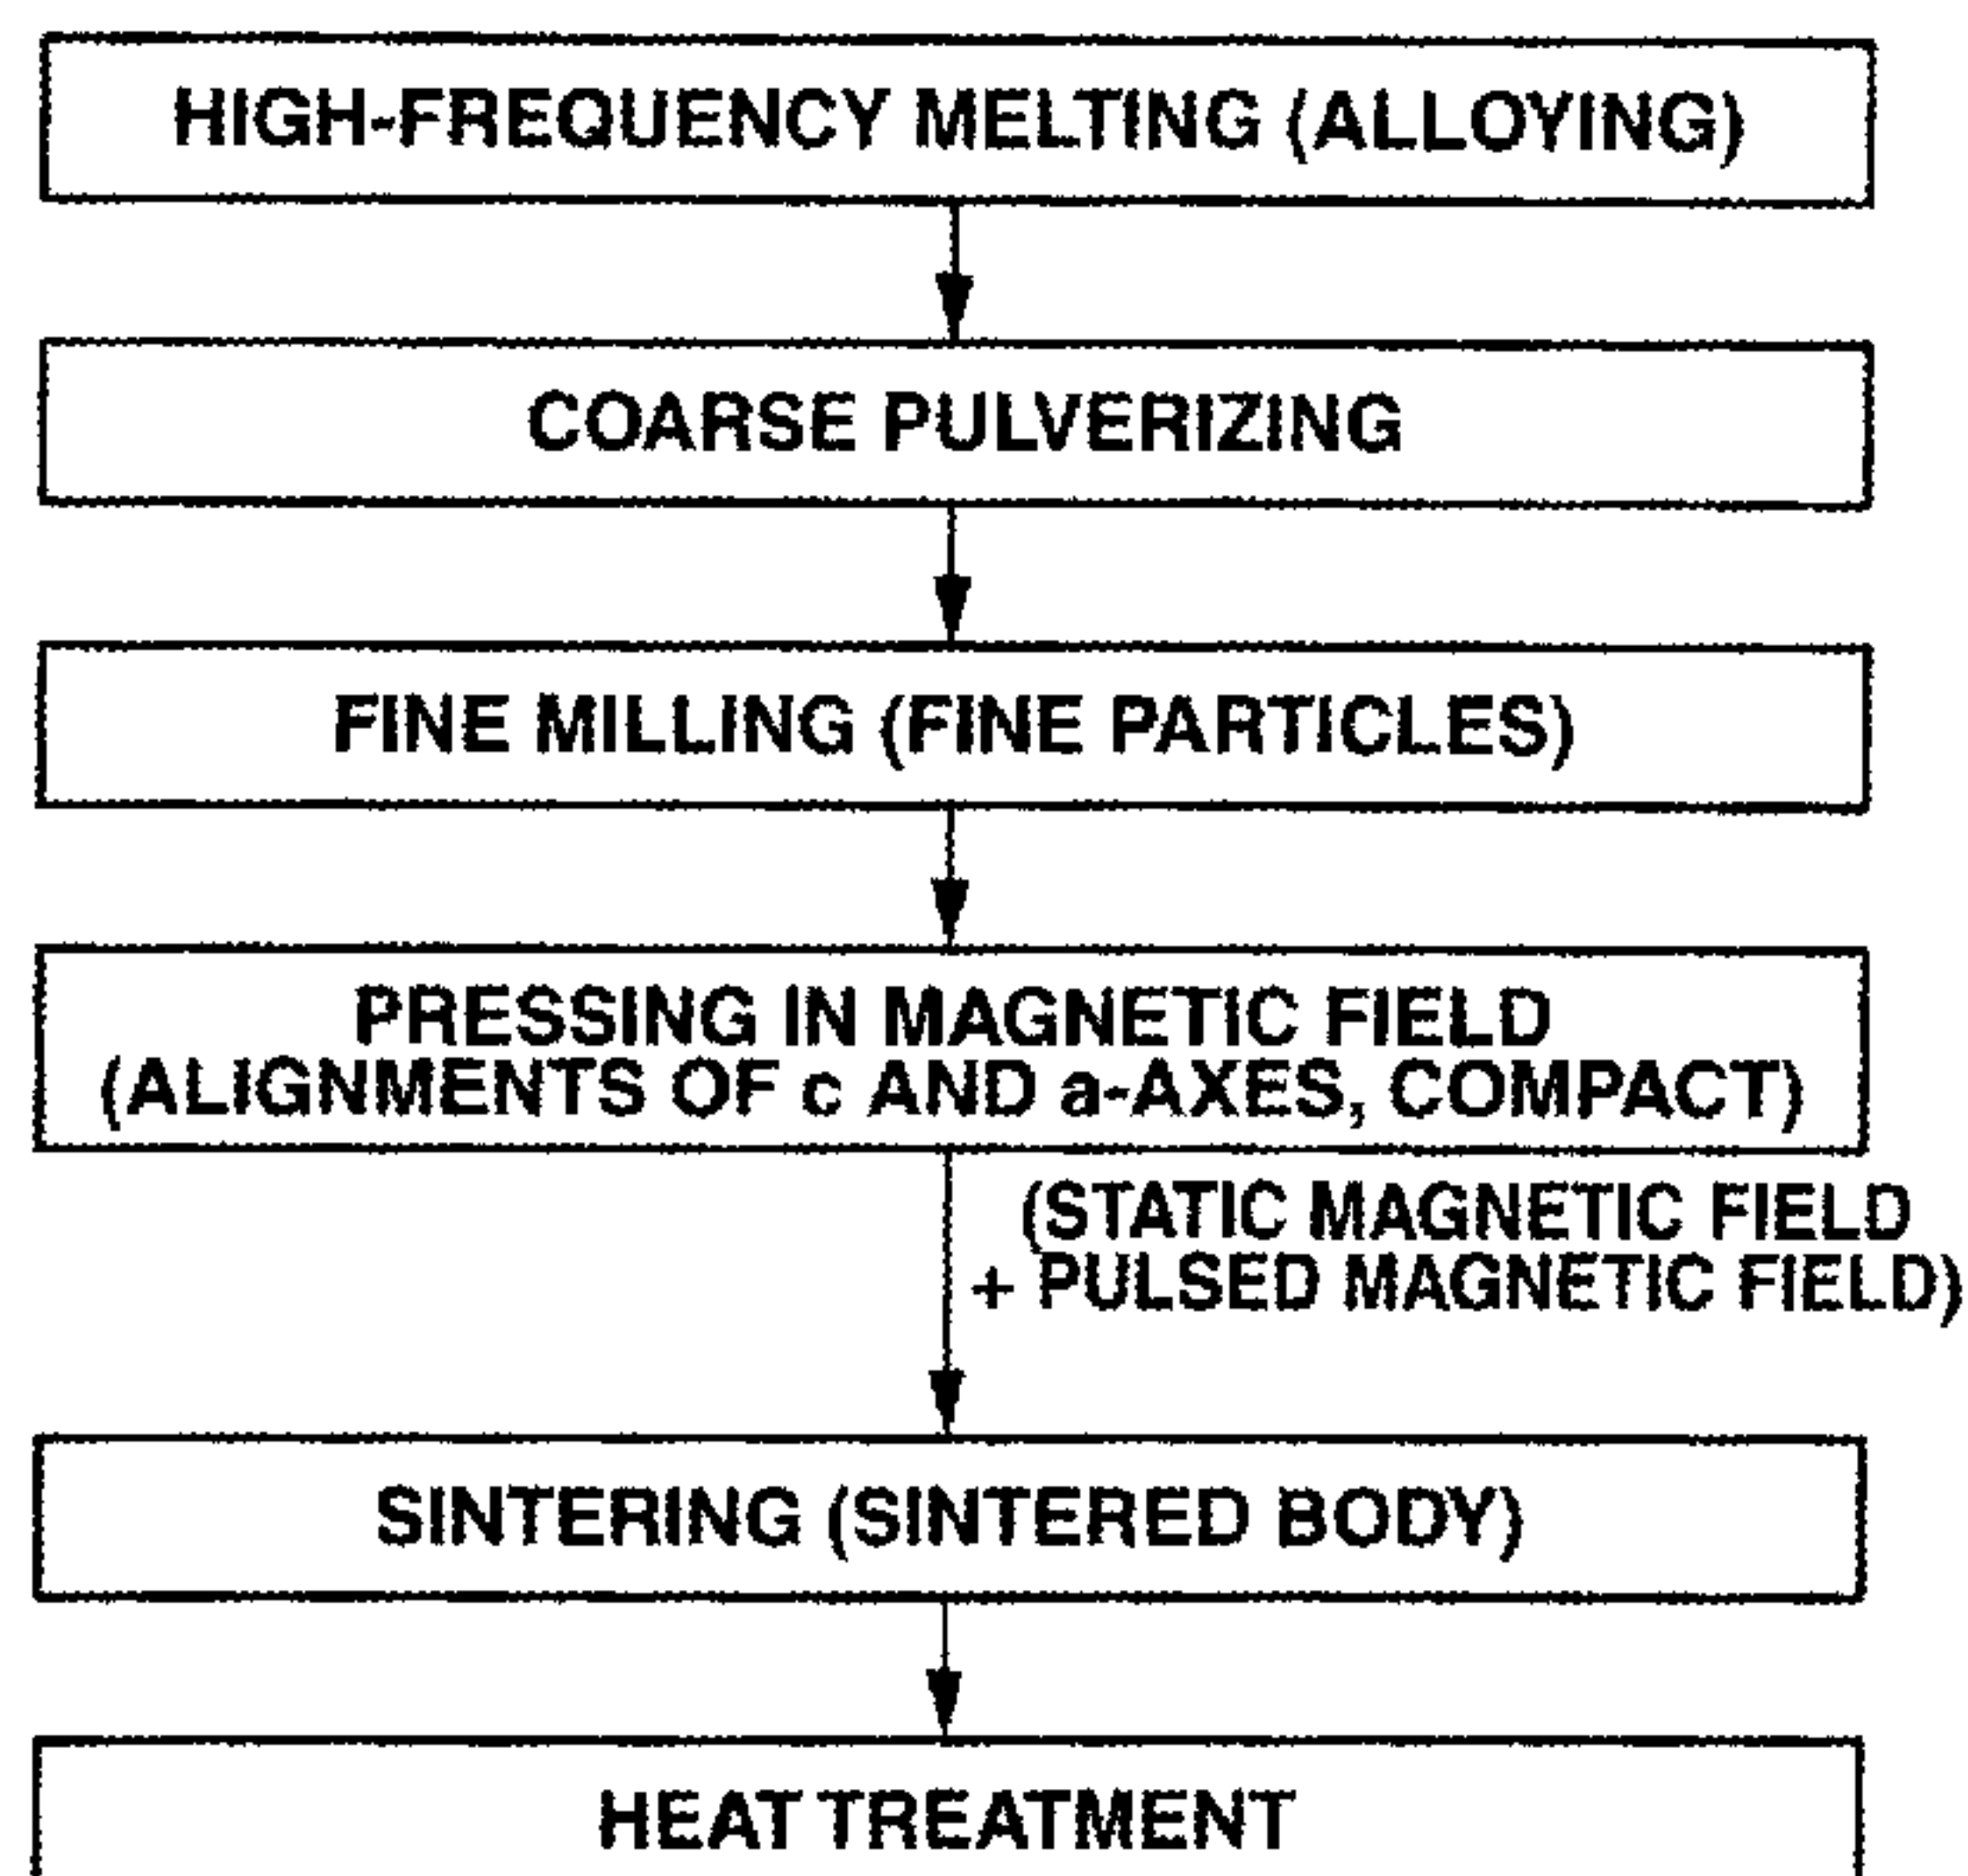 HIGH-FREQUENCY MELTING (ALLOYING)
COARSE PULVERIZING
FINE MILLING (FINE PARTICLES)
PRESSING IN MAGNETIC FIELD
(ALIGNMENTS OF c AND a-AXES, COMPACT)
(STATIC MAGNETIC FIELD
+ PULSED MAGNETIC FIELD)
SINTERING (SINTERED BODY)
HEAT TREATMENT